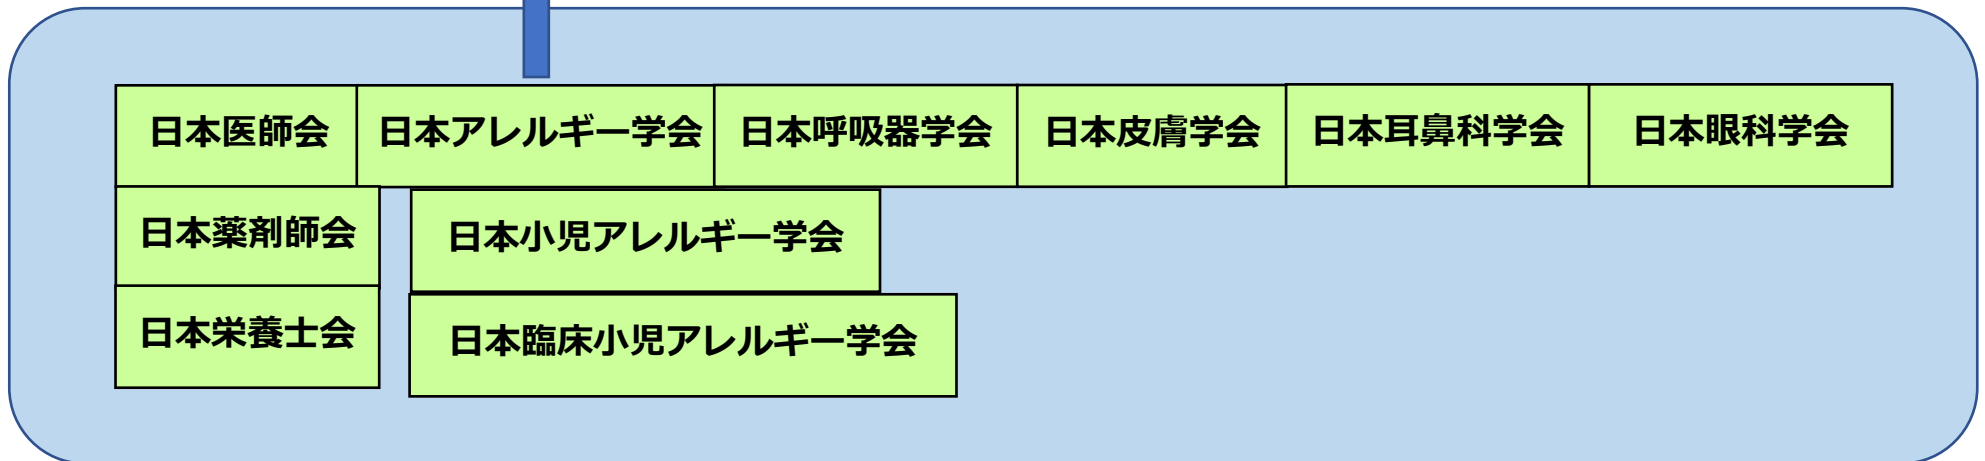 日本医師会 日本アレルギー学会 日本呼吸器学会 日本皮膚学会 日本耳鼻科学会 日本眼科学会
日本薬剤師会 日本小児アレルギー学会
日本栄養士会 日本臨床小児アレルギー学会